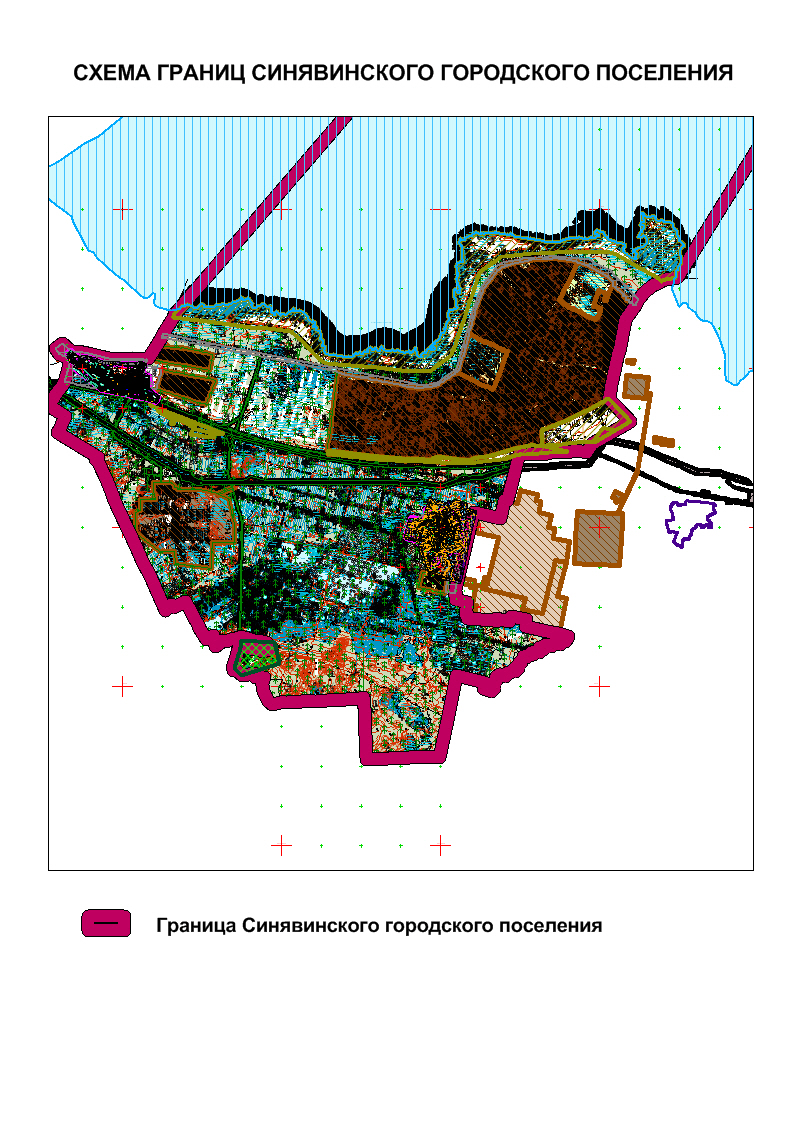 СХЕМА ГРАНИЦ СИНЯВИНСКОГО ГОРОДСКОГО ПОСЕЛЕНИЯ
Граница Синявинского городского поселения